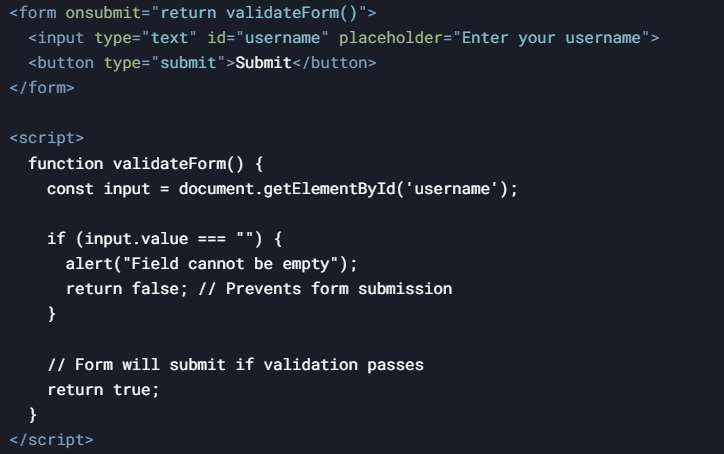 <form onsubmit="return validateForm()">
  <input type="text" id="username" placeholder="Enter your username">
  <button type="submit">Submit</button>
</form>

<script>
  function validateForm() {
    const input = document.getElementById('username');

    if (input.value === "") {
      alert("Field cannot be empty");
      return false; // Prevents form submission
    }

    // Form will submit if validation passes
    return true;
  }
</script>